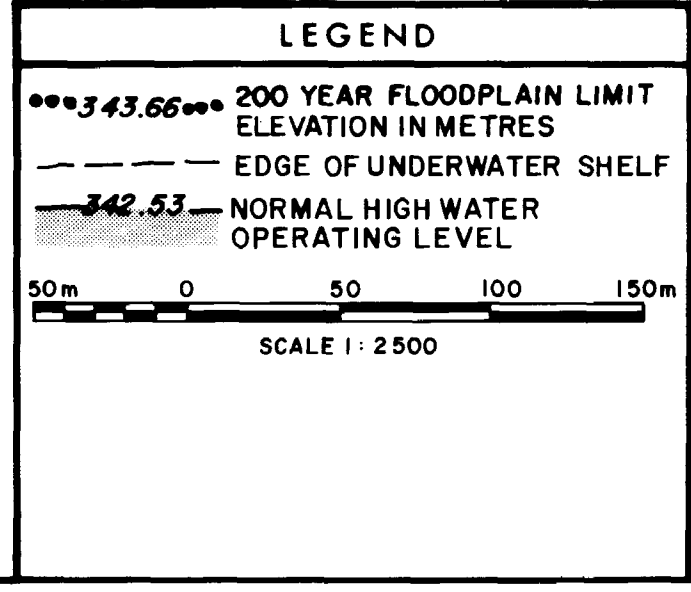 LEGEND
343.66 200 YEAR FLOODPLAIN LIMIT
ELEVATION IN METRES
EDGE OF UNDERWATER SHELF
342.53 NORMAL HIGH WATER
OPERATING LEVEL
50m 0 50 100 150m
SCALE 1:2500